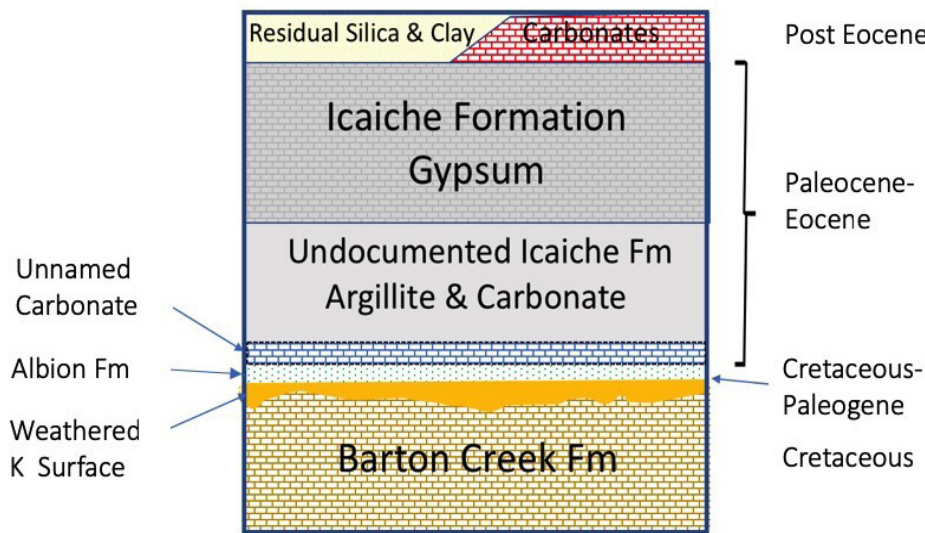 Residual Silica & Clay
Carbonates
Post Eocene
Icaiche Formation
Gypsum
Paleocene-
Eocene
Undocumented Icaiche Fm
Argillite & Carbonate
Unnamed
Carbonate
Albion Fm
Weathered
K Surface
Cretaceous-
Paleogene
Barton Creek Fm
Cretaceous